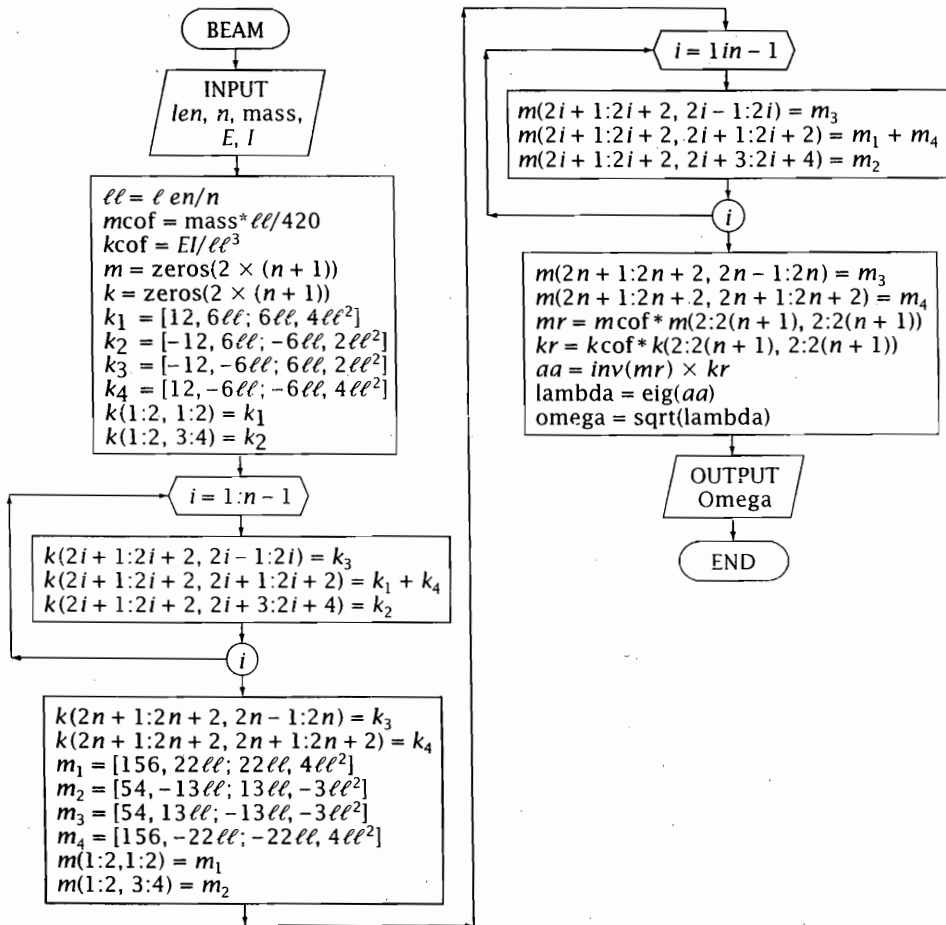 BEAM
INPUT
len, n, mass,
E, I
ℓℓ = ℓ en/n
mcof = mass*ℓℓ/420
kcof = EI/ℓℓ³
m = zeros(2 × (n + 1))
k = zeros(2 × (n + 1))
k₁ = [12, 6ℓℓ; 6ℓℓ, 4ℓℓ²]
k₂ = [-12, 6ℓℓ; -6ℓℓ, 2ℓℓ²]
k₃ = [-12, -6ℓℓ; 6ℓℓ, 2ℓℓ²]
k₄ = [12, -6ℓℓ; -6ℓℓ, 4ℓℓ²]
k(1:2, 1:2) = k₁
k(1:2, 3:4) = k₂
i = 1:n - 1
k(2i + 1:2i + 2, 2i - 1:2i) = k₃
k(2i + 1:2i + 2, 2i + 1:2i + 2) = k₁ + k₄
k(2i + 1:2i + 2, 2i + 3:2i + 4) = k₂
i
k(2n + 1:2n + 2, 2n - 1:2n) = k₃
k(2n + 1:2n + 2, 2n + 1:2n + 2) = k₄
m₁ = [156, 22ℓℓ; 22ℓℓ, 4ℓℓ²]
m₂ = [54, -13ℓℓ; 13ℓℓ, -3ℓℓ²]
m₃ = [54, 13ℓℓ; -13ℓℓ, -3ℓℓ²]
m₄ = [156, -22ℓℓ; -22ℓℓ, 4ℓℓ²]
m(1:2,1:2) = m₁
m(1:2, 3:4) = m₂
i = 1in - 1
m(2i + 1:2i + 2, 2i - 1:2i) = m₃
m(2i + 1:2i + 2, 2i + 1:2i + 2) = m₁ + m₄
m(2i + 1:2i + 2, 2i + 3:2i + 4) = m₂
i
m(2n + 1:2n + 2, 2n - 1:2n) = m₃
m(2n + 1:2n + 2, 2n + 1:2n + 2) = m₄
mr = mcof* m(2:2(n + 1), 2:2(n + 1))
kr = kcof* k(2:2(n + 1), 2:2(n + 1))
aa = inv(mr) × kr
lambda = eig(aa)
omega = sqrt(lambda)
OUTPUT
Omega
END